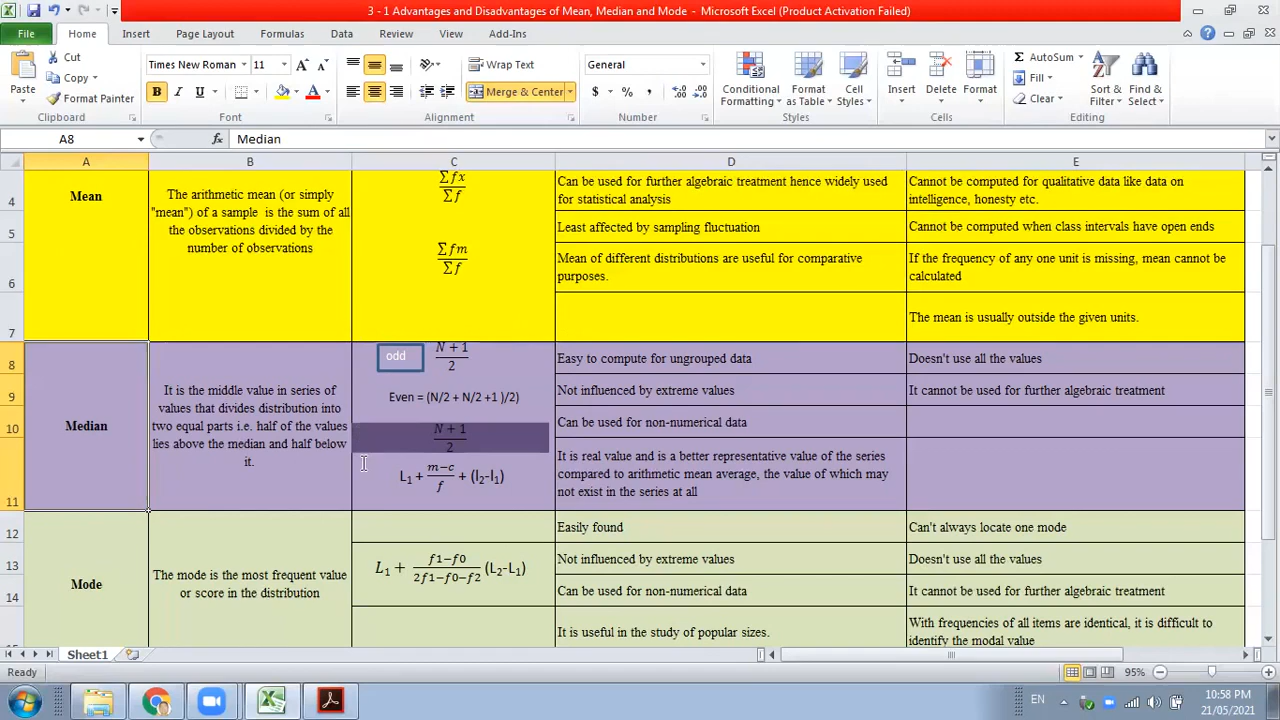 3 - 1 Advantages and Disadvantages of Mean, Median and Mode - Microsoft Excel (Product Activation Failed)
File Home Insert Page Layout Formulas Data Review View Add-Ins
Paste
Cut
Copy
Format Painter
Clipboard
Times New Roman 11
B I U
Font
Wrap Text
Merge & Center
Alignment
General
$ % ,
Number
Conditional Formatting
Format as Table
Cell Styles
Styles
Insert Delete Format
Cells
AutoSum
Fill
Clear
Sort & Filter
Find & Select
Editing
A8 fx Median
A B C D E
4
5
6
7
8
9
10
11
12
13
14
15
Mean
The arithmetic mean (or simply
"mean") of a sample is the sum of all
the observations divided by the
number of observations
∑fx
∑f
∑fm
∑f
Can be used for further algebraic treatment hence widely used
for statistical analysis
Least affected by sampling fluctuation
Mean of different distributions are useful for comparative
purposes.
Cannot be computed for qualitative data like data on
intelligence, honesty etc.
Cannot be computed when class intervals have open ends
If the frequency of any one unit is missing, mean cannot be
calculated
The mean is usually outside the given units.
Median
It is the middle value in series of
values that divides distribution into
two equal parts i.e. half of the values
lies above the median and half below
it.
odd
N + 1
2
Even = (N/2 + N/2 +1 )/2)
N + 1
2
L1 + m−c / f + (l2-l1)
Easy to compute for ungrouped data
Not influenced by extreme values
Can be used for non-numerical data
It is real value and is a better representative value of the series
compared to arithmetic mean average, the value of which may
not exist in the series at all
Doesn't use all the values
It cannot be used for further algebraic treatment
Mode
The mode is the most frequent value
or score in the distribution
L1 + f1−f0 / 2f1−f0−f2 (L2-L1)
Easily found
Not influenced by extreme values
Can be used for non-numerical data
It is useful in the study of popular sizes.
Can't always locate one mode
Doesn't use all the values
It cannot be used for further algebraic treatment
With frequencies of all items are identical, it is difficult to
identify the modal value
Sheet1
Ready
95%
EN
10:58 PM
21/05/2021